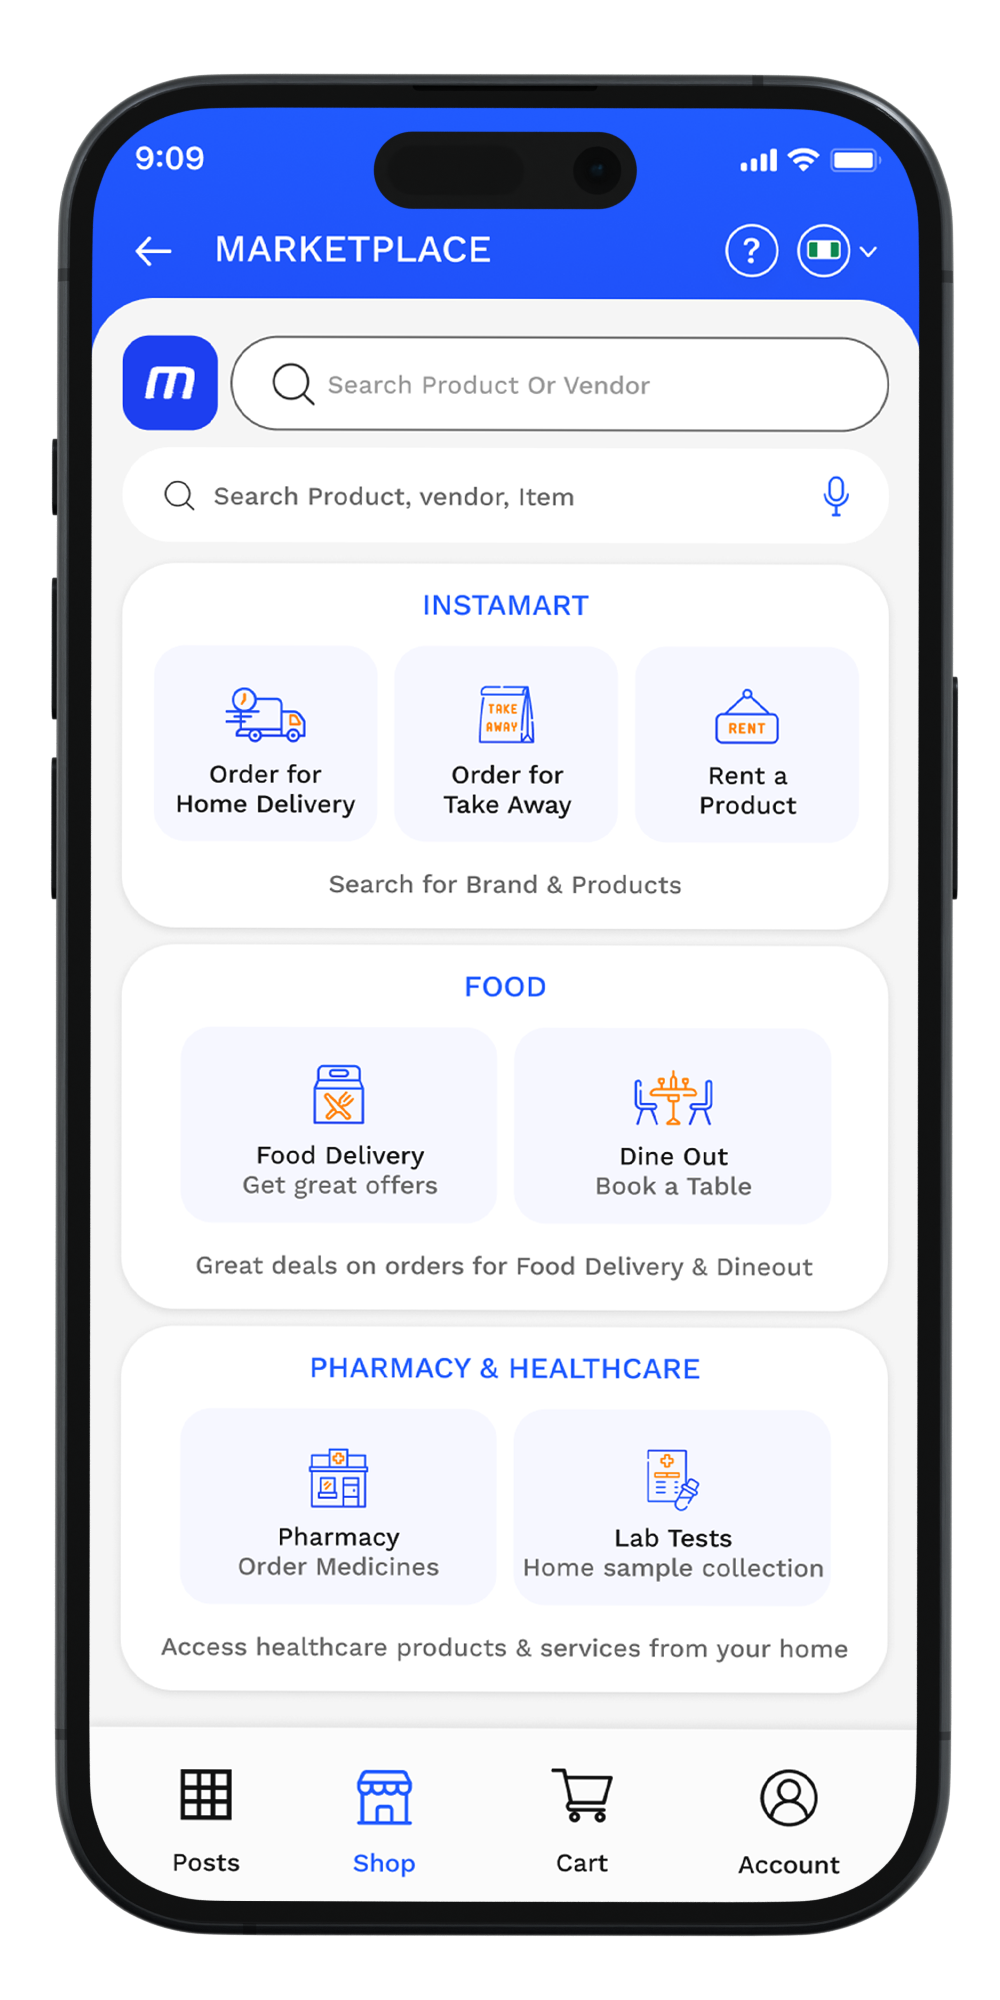 9:09
MARKETPLACE
?
m
Search Product Or Vendor
Search Product, vendor, Item
INSTAMART
TAKE
AWAY
RENT
Order for
Home Delivery
Order for
Take Away
Rent a
Product
Search for Brand & Products
FOOD
Food Delivery
Get great offers
Dine Out
Book a Table
Great deals on orders for Food Delivery & Dineout
PHARMACY & HEALTHCARE
Pharmacy
Order Medicines
Lab Tests
Home sample collection
Access healthcare products & services from your home
Posts
Shop
Cart
Account